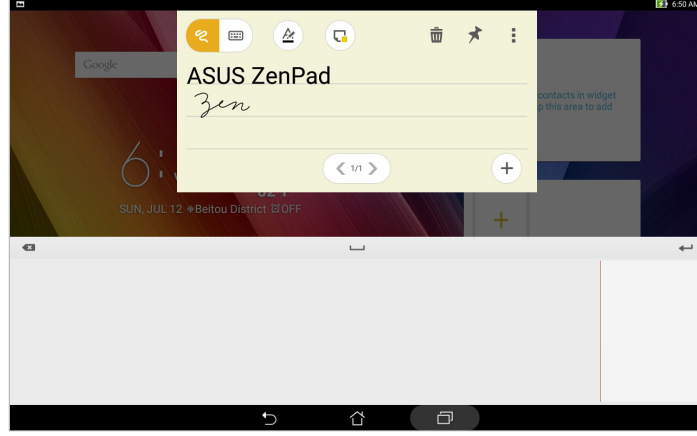 6:50 AM
Google
ASUS ZenPad
zen
contacts in widget
p this area to add
1/1
SUN, JUL 12 Beitou District OFF